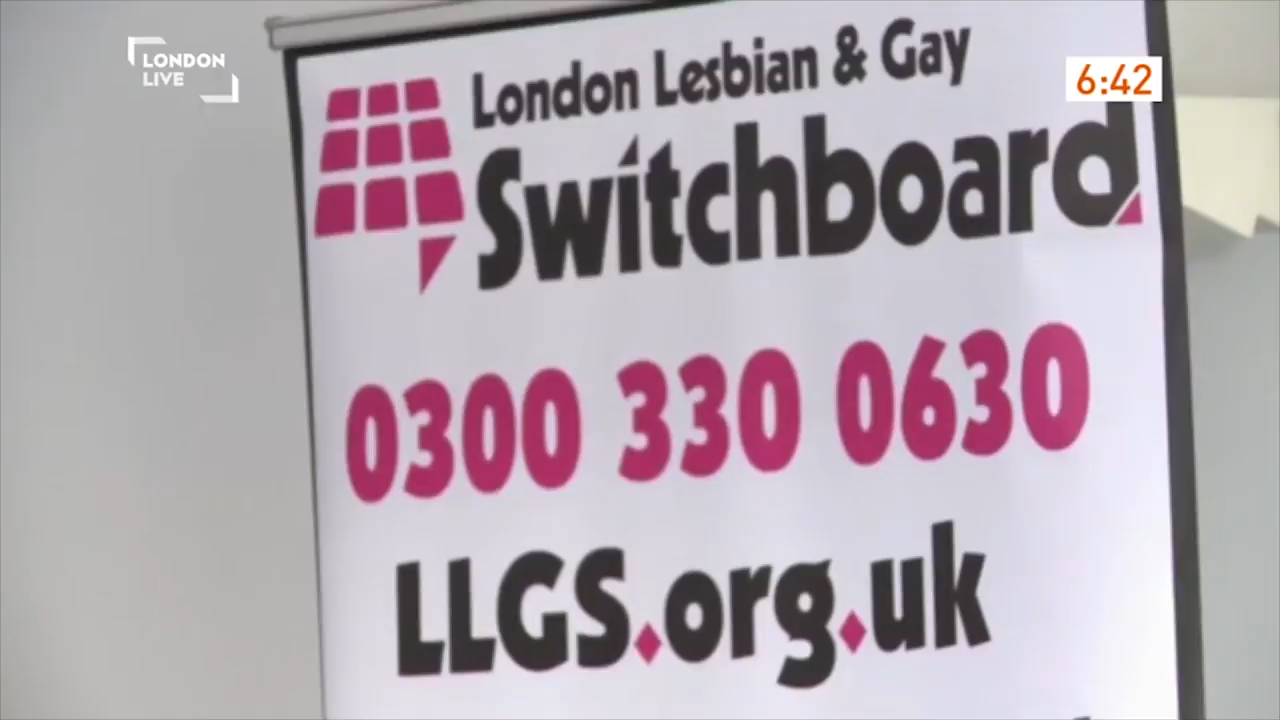 LONDON
LIVE
6:42
London Lesbian & Gay
Switchboard
0300 330 0630
LLGS.org.uk